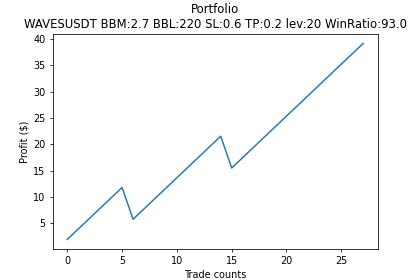 Portfolio
WAVESUSDT BBM:2.7 BBL:220 SL:0.6 TP:0.2 lev:20 WinRatio:93.0
40
35
30
25
20
15
10
5
Profit ($)
0 5 10 15 20 25
Trade counts